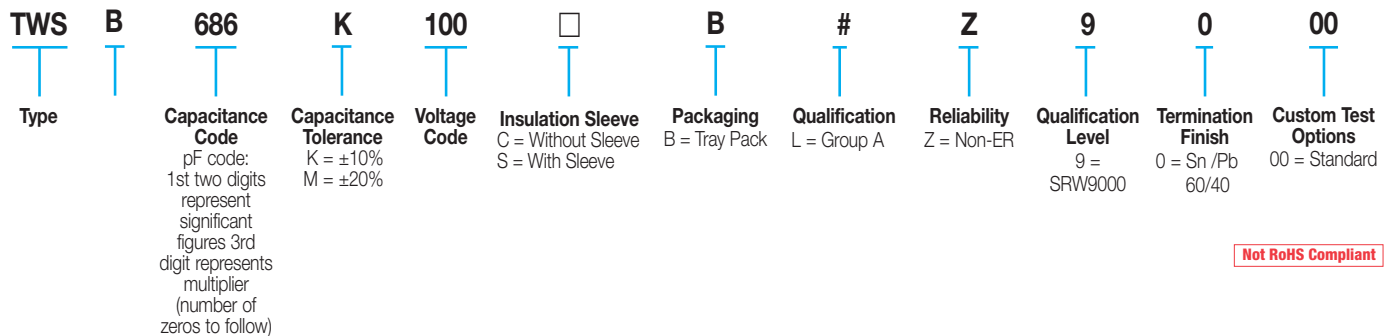 TWS B 686 K 100 □ B # Z 9 0 00
Type
Capacitance
Code
pF code:
1st two digits
represent
significant
figures 3rd
digit represents
multiplier
(number of
zeros to follow)
Capacitance
Tolerance
K = ±10%
M = ±20%
Voltage
Code
Insulation Sleeve
C = Without Sleeve
S = With Sleeve
Packaging
B = Tray Pack
Qualification
L = Group A
Reliability
Z = Non-ER
Qualification
Level
9 =
SRW9000
Termination
Finish
0 = Sn /Pb
60/40
Custom Test
Options
00 = Standard
Not RoHS Compliant